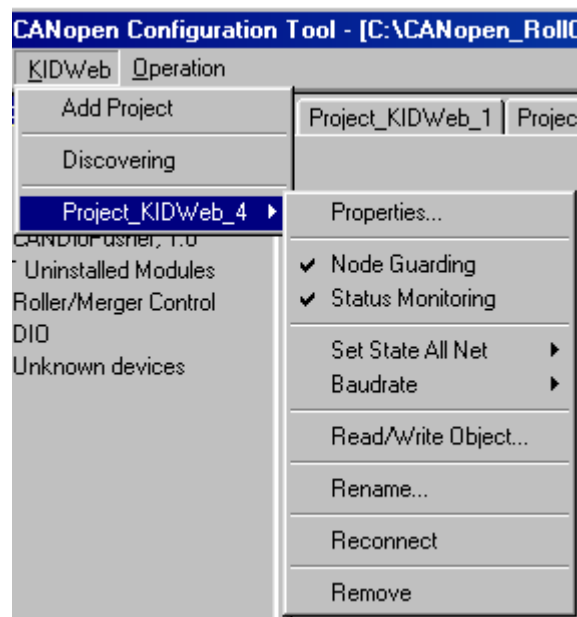 CANopen Configuration Tool - [C:\CANopen_Roll
KIDWeb Operation
Add Project
Discovering
Project_KIDWeb_4
Project_KIDWeb_1 Projec
Properties...
Node Guarding
Status Monitoring
Set State All Net
Baudrate
Read/Write Object...
Rename...
Reconnect
Remove
CANDIOPusher, 1.0
Uninstalled Modules
Roller/Merger Control
DIO
Unknown devices